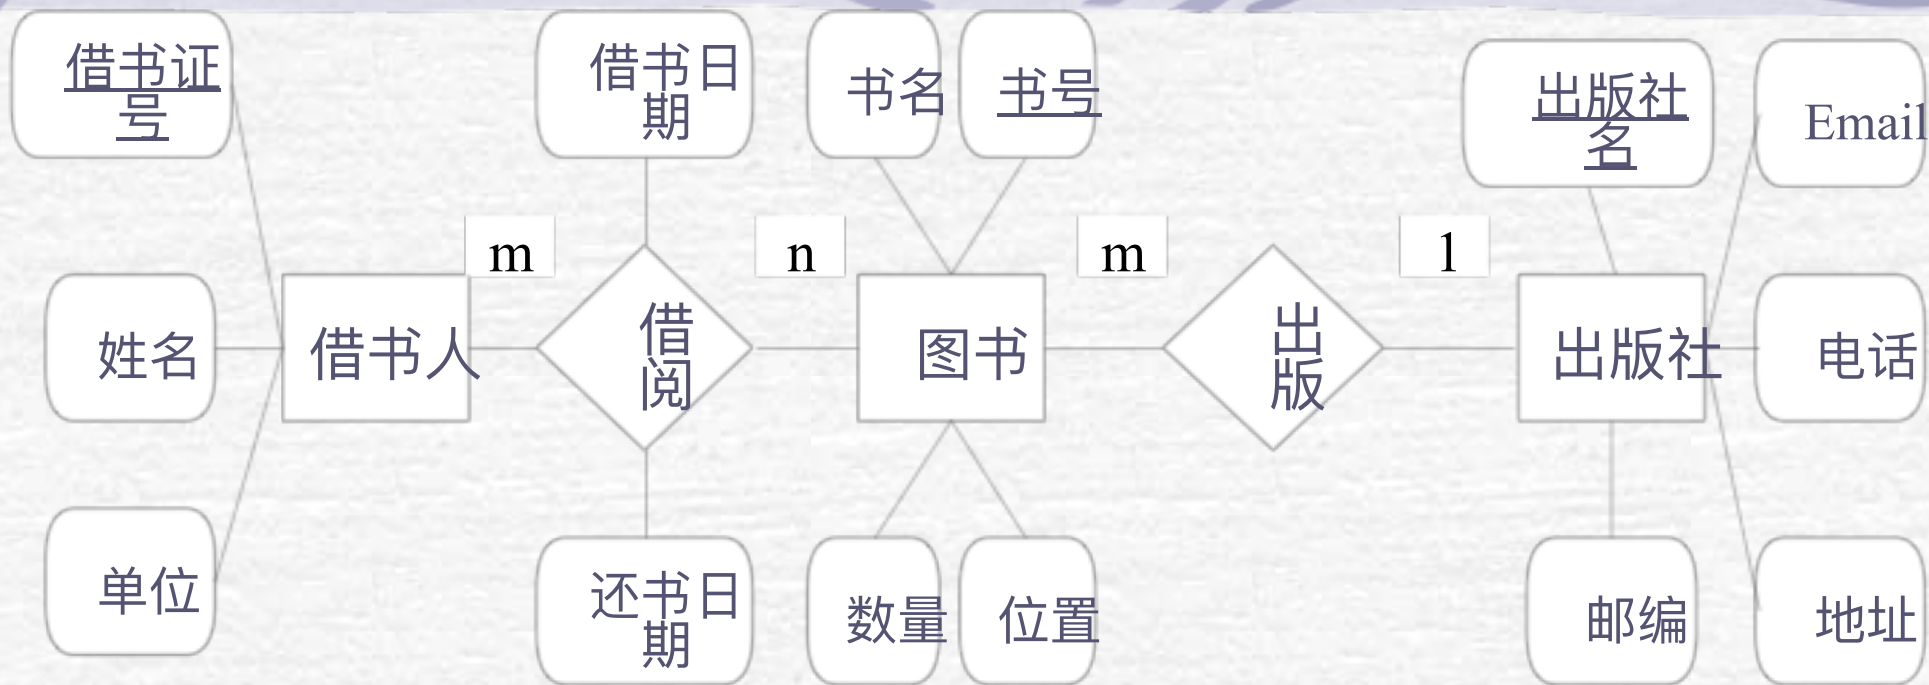 借书证
号
借书日
期
书名
书号
出版社
名
Email
m
n
m
1
姓名
借书人
借
阅
图书
出
版
出版社
电话
单位
还书日
期
数量
位置
邮编
地址